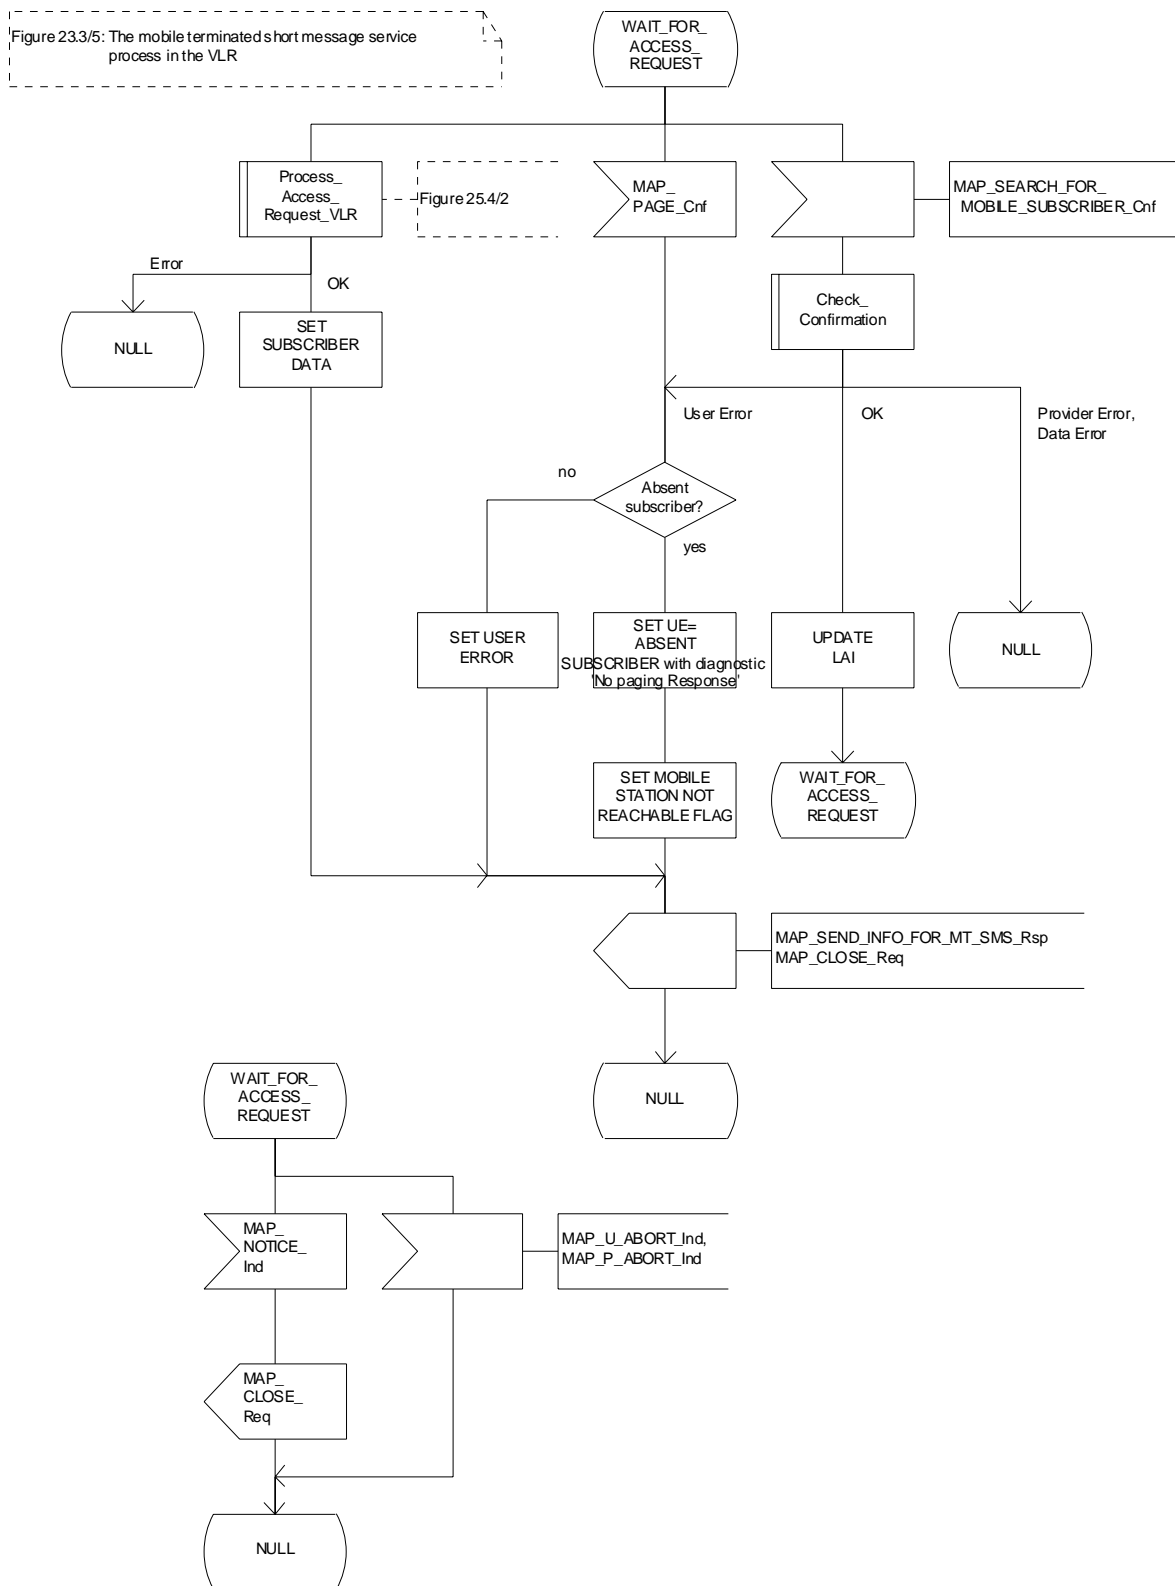 Figure 23.3/5: The mobile terminated short message service
process in the VLR
WAIT_FOR_
ACCESS_
REQUEST
Process_
Access_
Request_VLR
Figure 25.4/2
MAP_
PAGE_Cnf
MAP_SEARCH_FOR_
MOBILE_SUBSCRIBER_Cnf
Error
OK
Check_
Confirmation
NULL
SET
SUBSCRIBER
DATA
User Error
OK
Provider Error,
Data Error
no
Absent
subscriber?
yes
SET USER
ERROR
SET UE=
ABSENT
SUBSCRIBER with diagnostic
'No paging Response'
UPDATE
LAI
NULL
SET MOBILE
STATION NOT
REACHABLE FLAG
WAIT_FOR_
ACCESS_
REQUEST
MAP_SEND_INFO_FOR_MT_SMS_Rsp
MAP_CLOSE_Req
NULL
WAIT_FOR_
ACCESS_
REQUEST
MAP_
NOTICE_
Ind
MAP_U_ABORT_Ind,
MAP_P_ABORT_Ind
MAP_
CLOSE_
Req
NULL